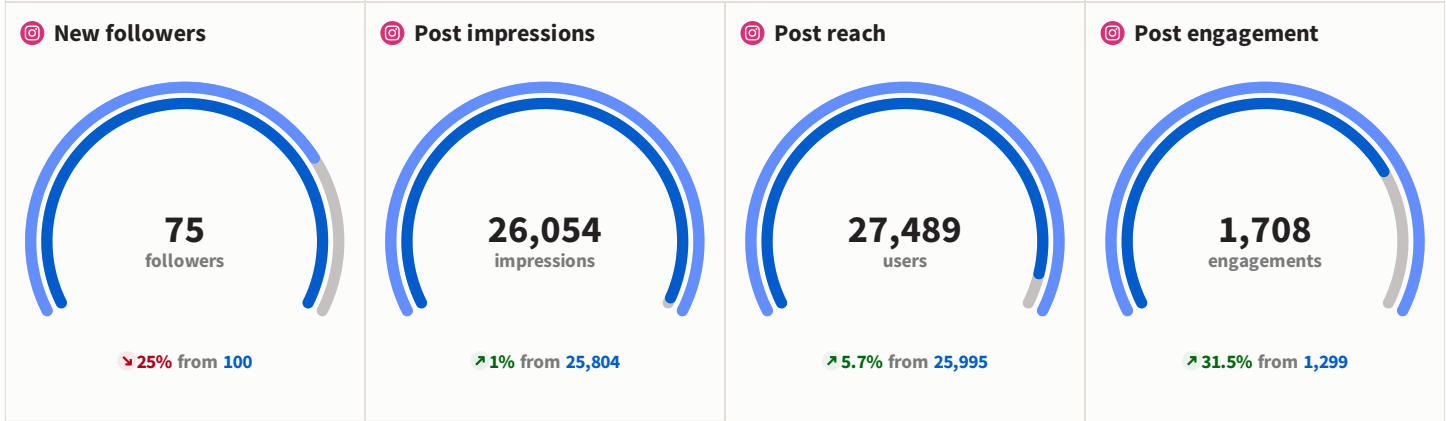 New followers
75
followers
25% from 100
Post impressions
26,054
impressions
1% from 25,804
Post reach
27,489
users
5.7% from 25,995
Post engagement
1,708
engagements
31.5% from 1,299